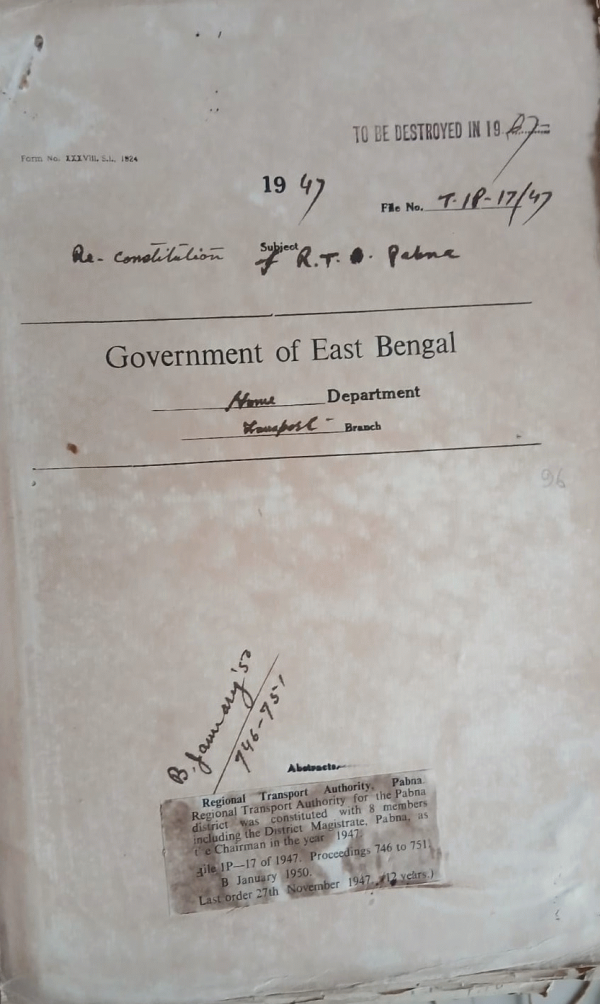 TO BE DESTROYED IN 19
Form No. XXXVIII, S.L. 1924
19 47
File No. T. 1P-17/47
Subject
Re-constitution of R.T. Pabna
Government of East Bengal
Home Department
Transport Branch
96
B. January '50
746-751
Abstracts.
Regional Transport Authority, Pabna.
Regional Transport Authority for the Pabna
district was constituted with 8 members
including the District Magistrate, Pabna, as
Chairman in the year 1947.
File 1P—17 of 1947. Proceedings 746 to 751.
B January 1950.
Last order 27th November 1947. (12 years.)